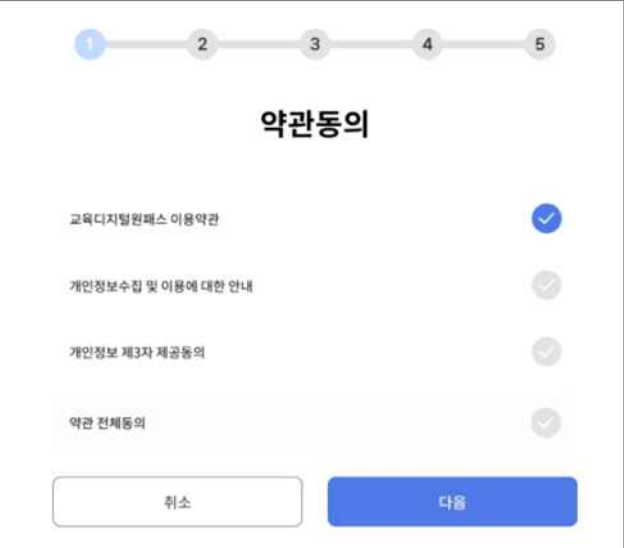 1 2 3 4 5
약관동의
교육디지털원패스 이용약관
개인정보수집 및 이용에 대한 안내
개인정보 제3자 제공동의
약관 전체동의
취소 다음